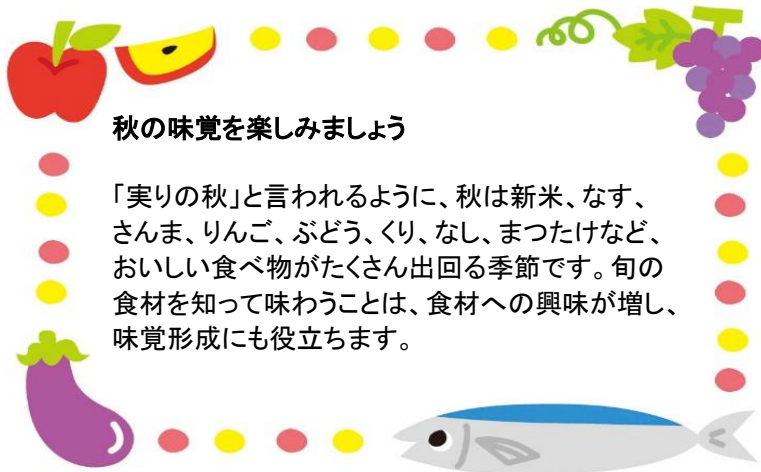 秋の味覚を楽しみましょう
「実りの秋」と言われるように、秋は新米、なす、
さんま、りんご、ぶどう、くり、なし、まつたけなど、
おいしい食べ物がたくさん出回る季節です。旬の
食材を知って味わうことは、食材への興味が増し、
味覚形成にも役立ちます。